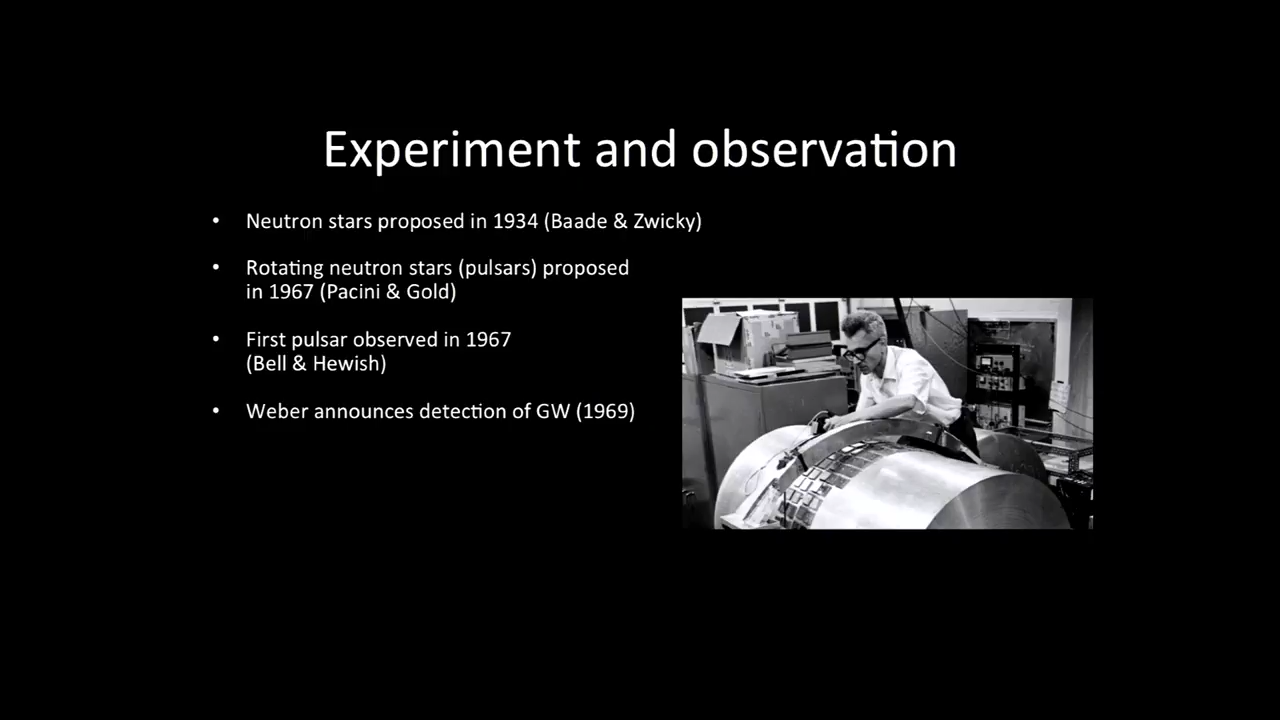 Experiment and observation
• Neutron stars proposed in 1934 (Baade & Zwicky)
• Rotating neutron stars (pulsars) proposed
in 1967 (Pacini & Gold)
• First pulsar observed in 1967
(Bell & Hewish)
• Weber announces detection of GW (1969)